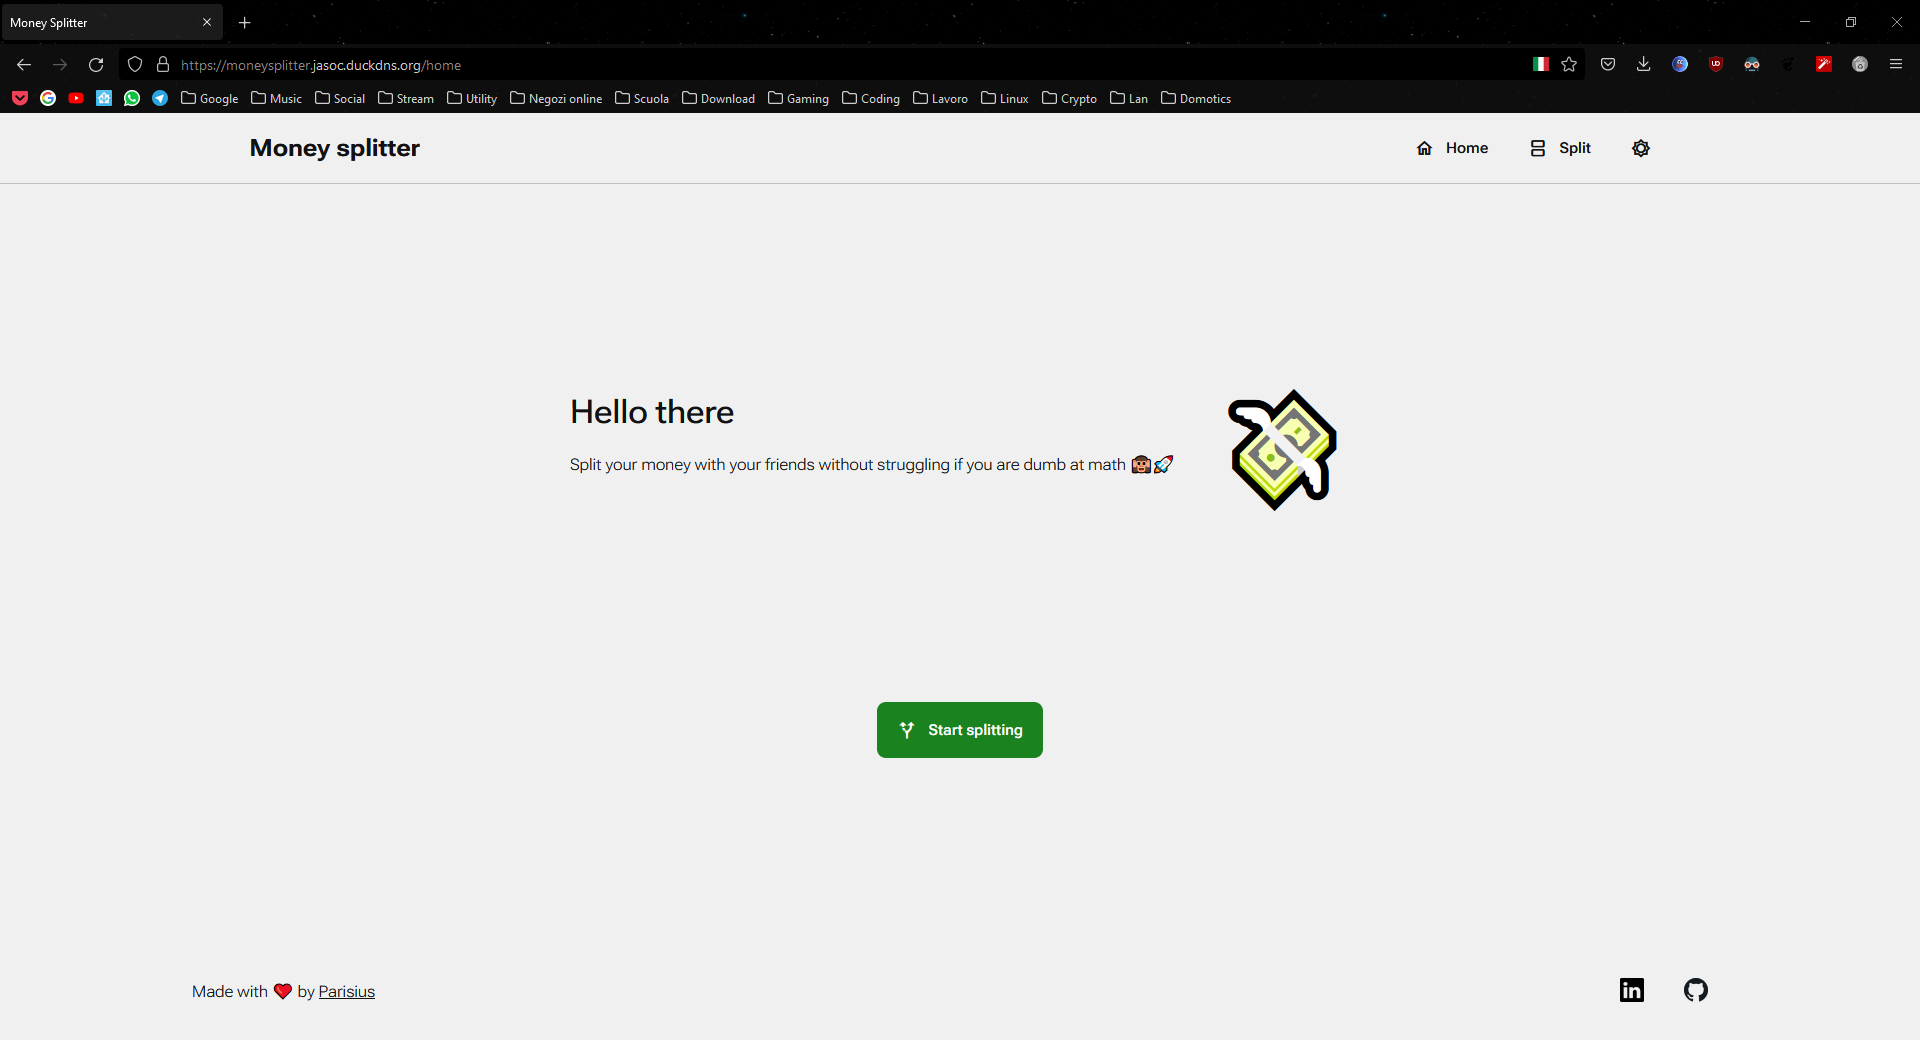 Money Splitter
https://moneysplitter.jasoc.duckdns.org/home
Google Music Social Stream Utility Negozi online Scuola Download Gaming Coding Lavoro Linux Crypto Lan Domotics
Money splitter
Home Split
Hello there
Split your money with your friends without struggling if you are dumb at math 🙉🚀
Start splitting
Made with ❤️ by Parisius